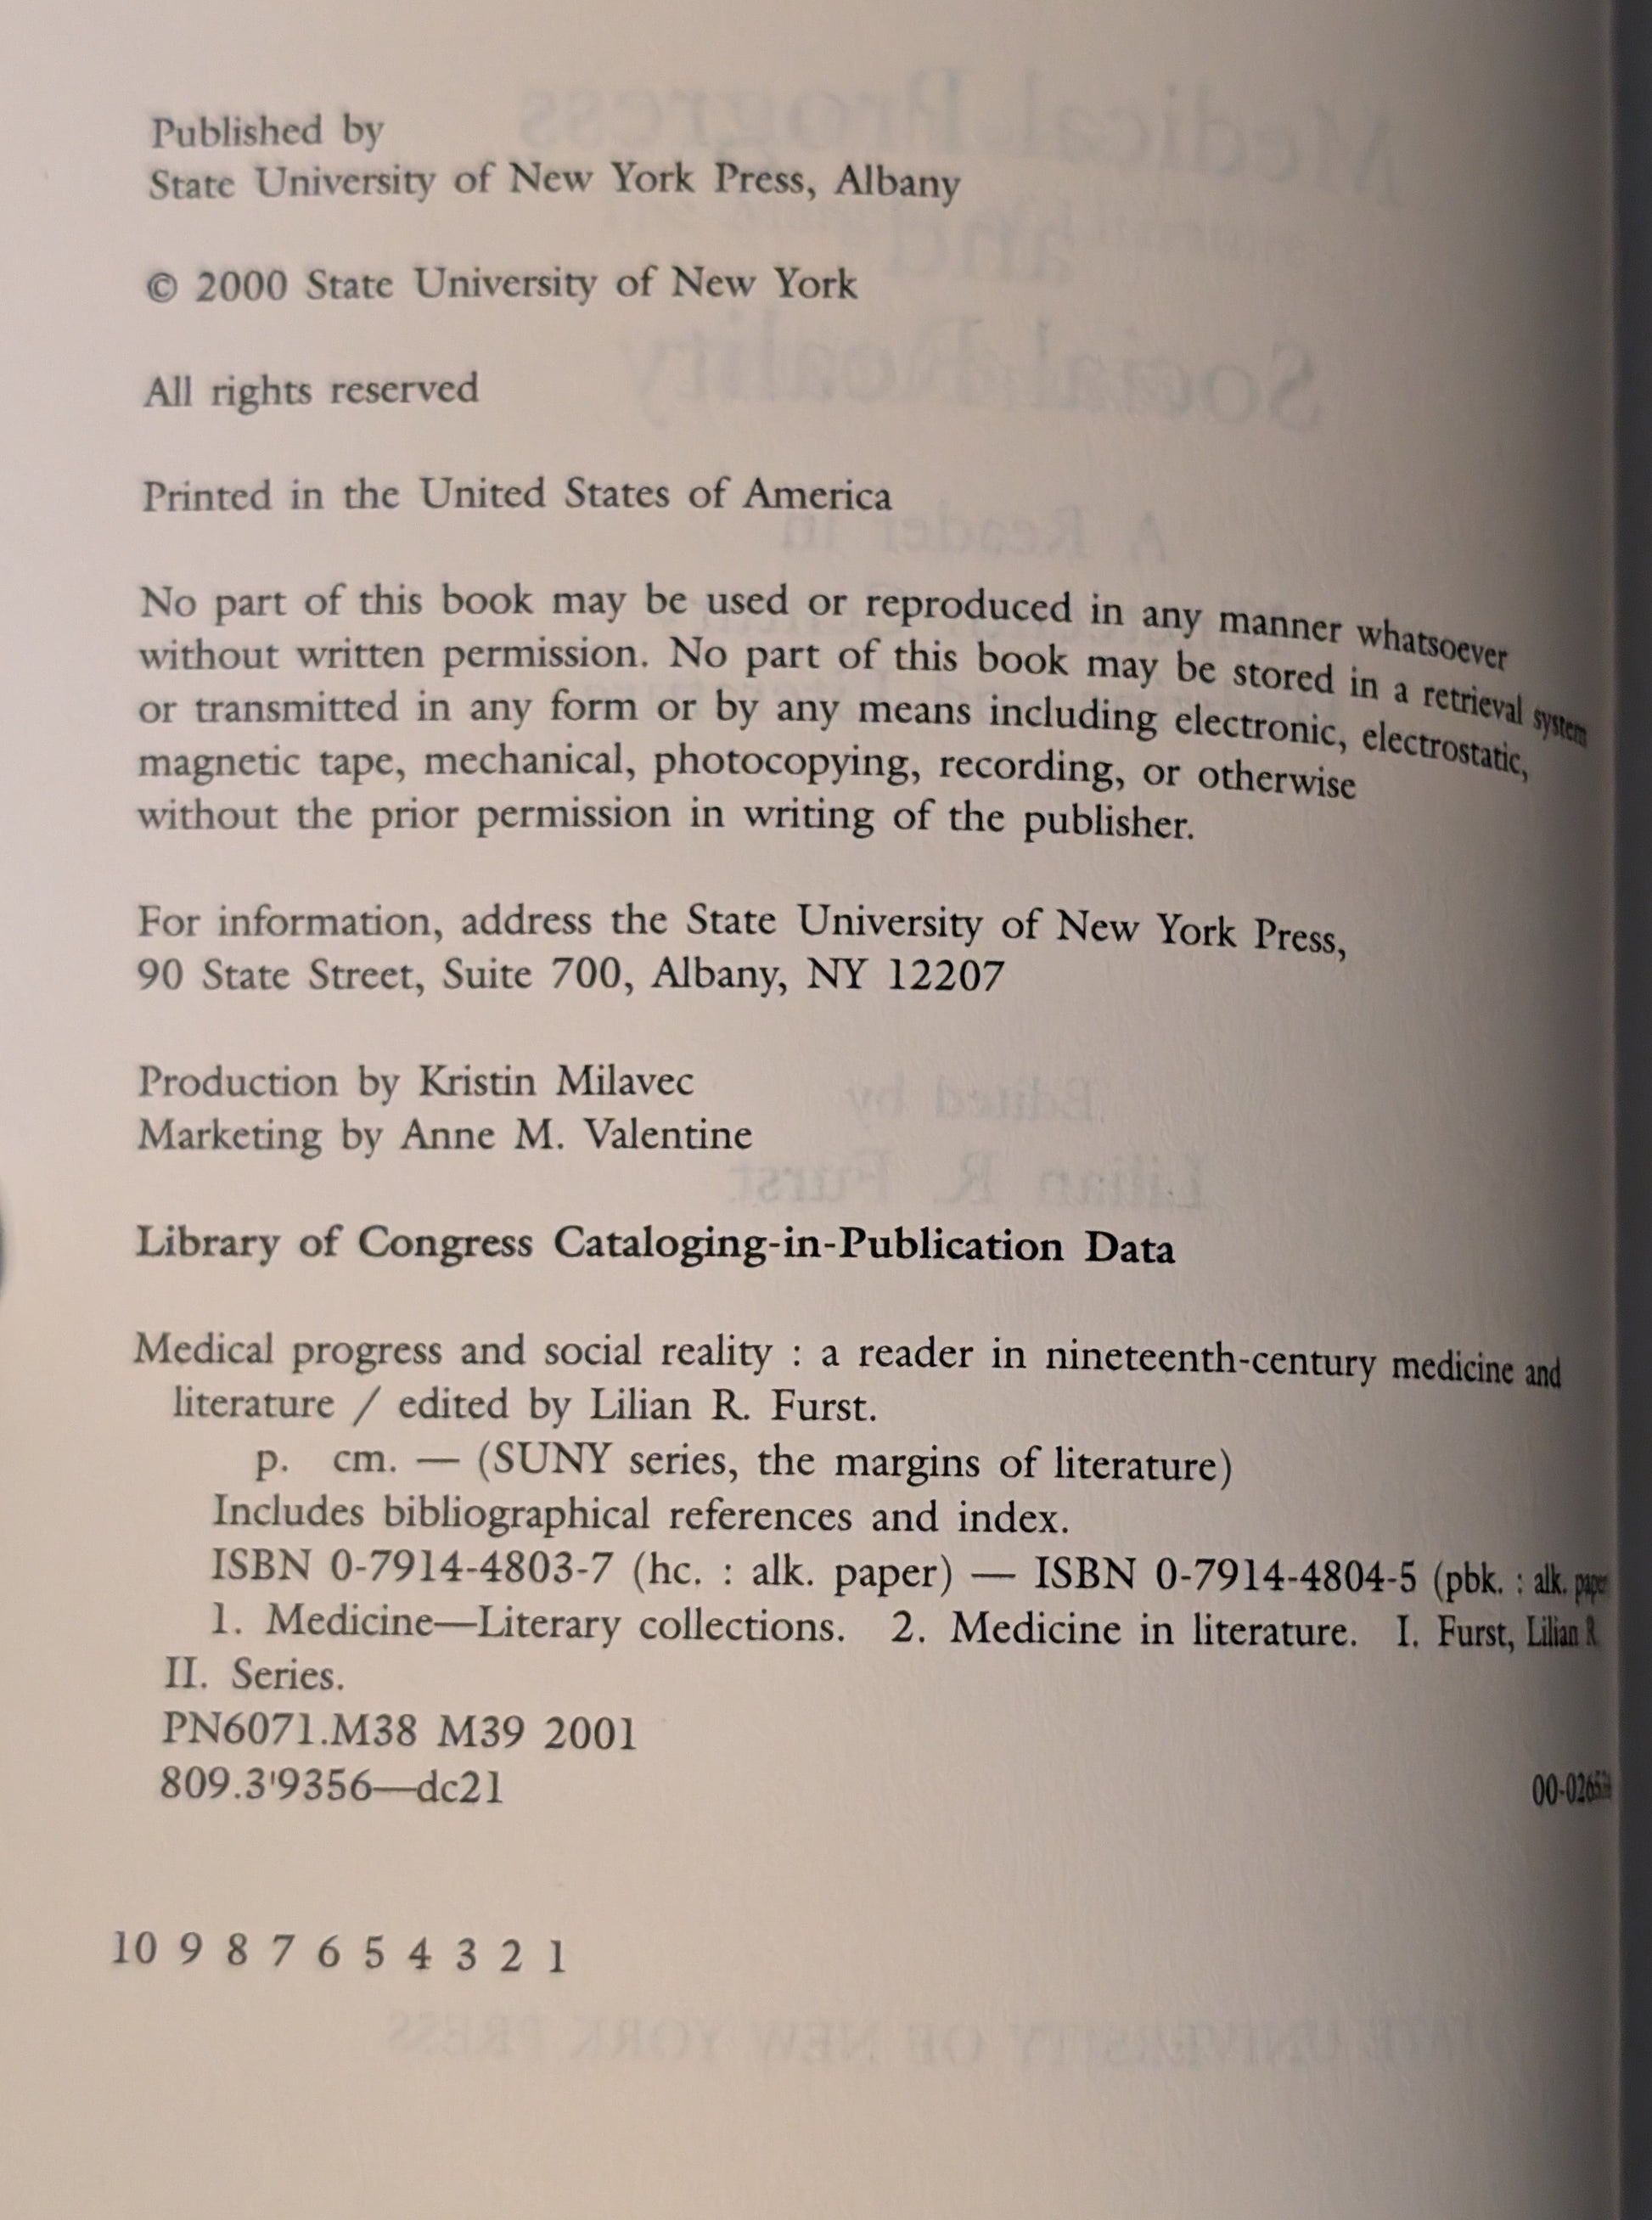 Published by
State University of New York Press, Albany
© 2000 State University of New York
All rights reserved
Printed in the United States of America
No part of this book may be used or reproduced in any manner whatsoever
without written permission. No part of this book may be stored in a retrieval system
or transmitted in any form or by any means including electronic, electrostatic,
magnetic tape, mechanical, photocopying, recording, or otherwise
without the prior permission in writing of the publisher.
For information, address the State University of New York Press,
90 State Street, Suite 700, Albany, NY 12207
Production by Kristin Milavec
Marketing by Anne M. Valentine
Library of Congress Cataloging-in-Publication Data
Medical progress and social reality : a reader in nineteenth-century medicine and
literature / edited by Lilian R. Furst.
p. cm. — (SUNY series, the margins of literature)
Includes bibliographical references and index.
ISBN 0-7914-4803-7 (hc. : alk. paper) — ISBN 0-7914-4804-5 (pbk. : alk. paper
1. Medicine—Literary collections. 2. Medicine in literature. I. Furst, Lilian R.
II. Series.
PN6071.M38 M39 2001
809.3'9356—dc21
10 9 8 7 6 5 4 3 2 1